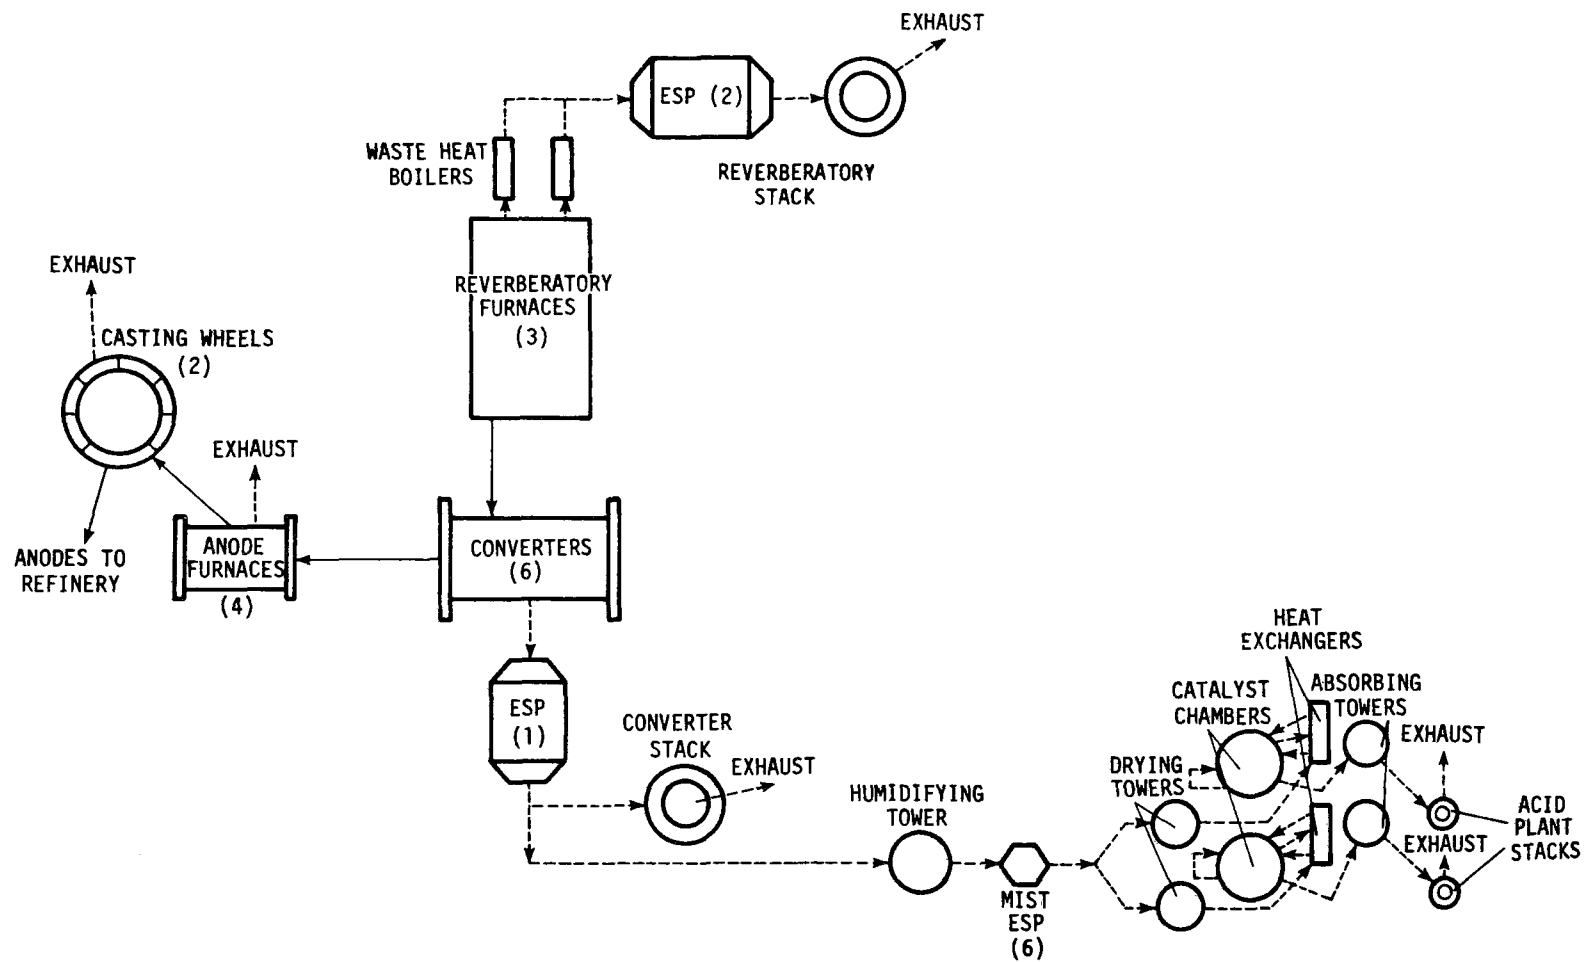 EXHAUST
ESP (2)
WASTE HEAT
BOILERS
REVERBERATORY
STACK
REVERBERATORY
FURNACES
(3)
EXHAUST
CASTING WHEELS
(2)
EXHAUST
ANODES TO
REFINERY
ANODE
FURNACES
(4)
CONVERTERS
(6)
ESP
(1)
CONVERTER
STACK
EXHAUST
HUMIDIFYING
TOWER
MIST
ESP
(6)
DRYING
TOWERS
CATALYST
CHAMBERS
HEAT
EXCHANGERS
ABSORBING
TOWERS
EXHAUST
EXHAUST
ACID
PLANT
STACKS